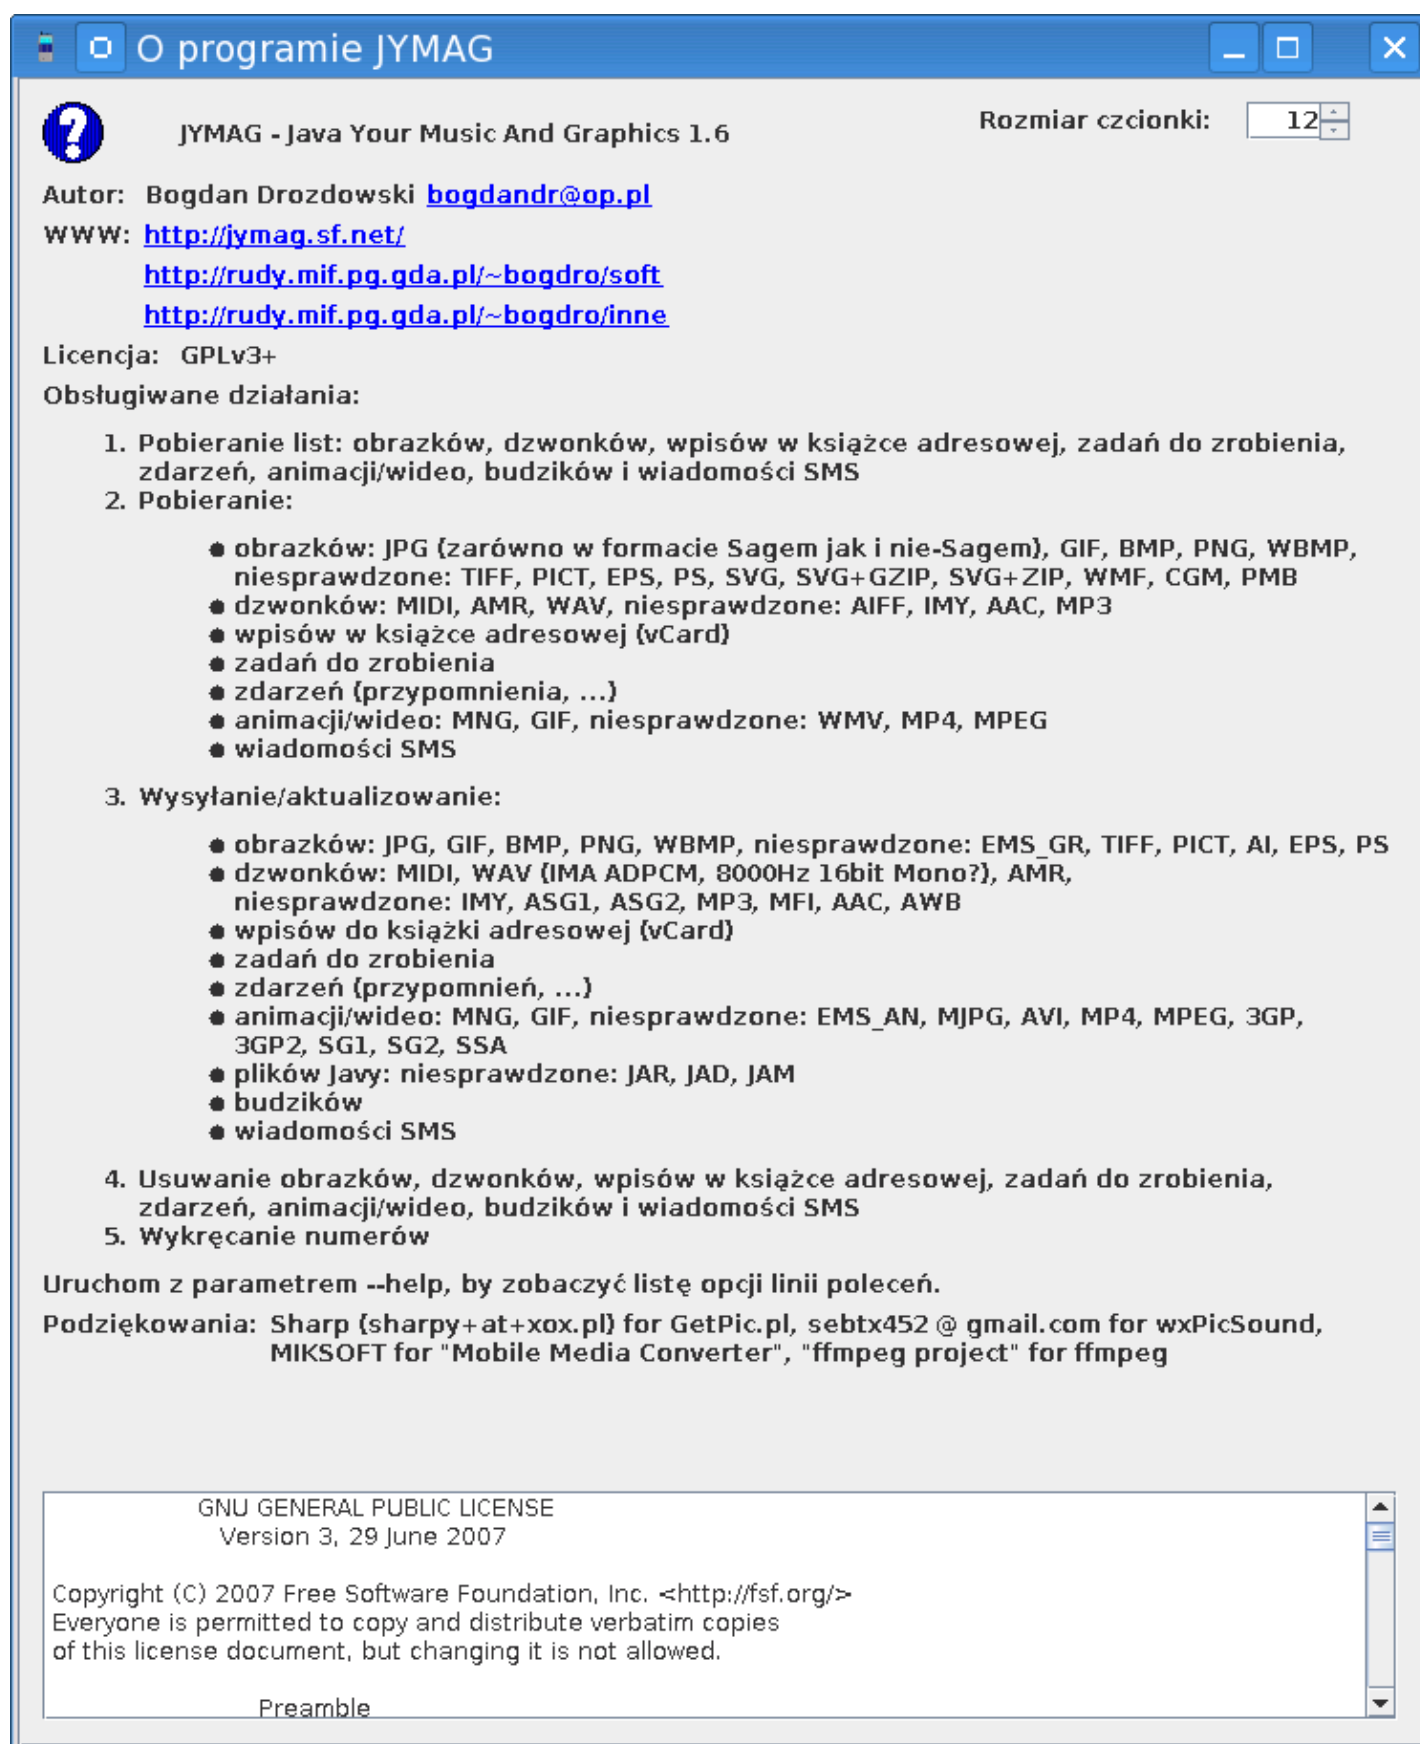 O programie JYMAG
JYMAG - Java Your Music And Graphics 1.6
Rozmiar czcionki: 12
Autor: Bogdan Drozdowski bogdandr@op.pl
WWW: http://jymag.sf.net/
http://rudy.mif.pg.gda.pl/~bogdro/soft
http://rudy.mif.pg.gda.pl/~bogdro/inne
Licencja: GPLv3+
Obsługiwane działania:
1. Pobieranie list: obrazków, dzwonków, wpisów w książce adresowej, zadań do zrobienia,
zdarzeń, animacji/wideo, budzików i wiadomości SMS
2. Pobieranie:
● obrazków: JPG (zarówno w formacie Sagem jak i nie-Sagem), GIF, BMP, PNG, WBMP,
niesprawdzone: TIFF, PICT, EPS, PS, SVG, SVG+GZIP, SVG+ZIP, WMF, CGM, PMB
● dzwonków: MIDI, AMR, WAV, niesprawdzone: AIFF, IMY, AAC, MP3
● wpisów w książce adresowej (vCard)
● zadań do zrobienia
● zdarzeń (przypomnienia, ...)
● animacji/wideo: MNG, GIF, niesprawdzone: WMV, MP4, MPEG
● wiadomości SMS
3. Wysyłanie/aktualizowanie:
● obrazków: JPG, GIF, BMP, PNG, WBMP, niesprawdzone: EMS_GR, TIFF, PICT, AI, EPS, PS
● dzwonków: MIDI, WAV (IMA ADPCM, 8000Hz 16bit Mono?), AMR,
niesprawdzone: IMY, ASG1, ASG2, MP3, MFI, AAC, AWB
● wpisów do książki adresowej (vCard)
● zadań do zrobienia
● zdarzeń (przypomnień, ...)
● animacji/wideo: MNG, GIF, niesprawdzone: EMS_AN, MJPG, AVI, MP4, MPEG, 3GP,
3GP2, SG1, SG2, SSA
● plików Javy: niesprawdzone: JAR, JAD, JAM
● budzików
● wiadomości SMS
4. Usuwanie obrazków, dzwonków, wpisów w książce adresowej, zadań do zrobienia,
zdarzeń, animacji/wideo, budzików i wiadomości SMS
5. Wykręcanie numerów
Uruchom z parametrem --help, by zobaczyć listę opcji linii poleceń.
Podziękowania: Sharp (sharpy+at+xox.pl) for GetPic.pl, sebtx452 @ gmail.com for wxPicSound,
MIKSOFT for "Mobile Media Converter", "ffmpeg project" for ffmpeg
GNU GENERAL PUBLIC LICENSE
Version 3, 29 June 2007
Copyright (C) 2007 Free Software Foundation, Inc. <http://fsf.org/>
Everyone is permitted to copy and distribute verbatim copies
of this license document, but changing it is not allowed.
Preamble